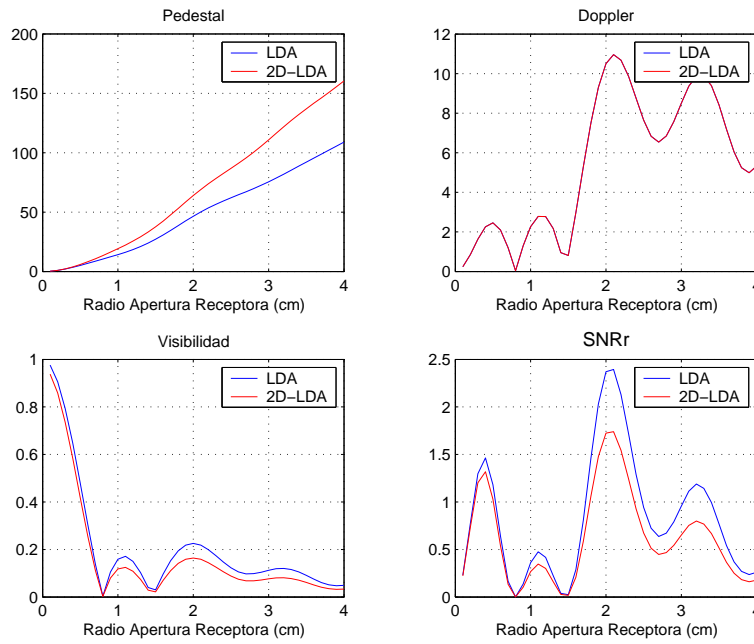 Pedestal
200
150
100
50
0
0 1 2 3 4
Radio Apertura Receptora (cm)
LDA
2D-LDA
Doppler
12
10
8
6
4
2
0
0 1 2 3 4
Radio Apertura Receptora (cm)
LDA
2D-LDA
Visibilidad
1
0.8
0.6
0.4
0.2
0
0 1 2 3 4
Radio Apertura Receptora (cm)
LDA
2D-LDA
SNRr
2.5
2
1.5
1
0.5
0
0 1 2 3 4
Radio Apertura Receptora (cm)
LDA
2D-LDA